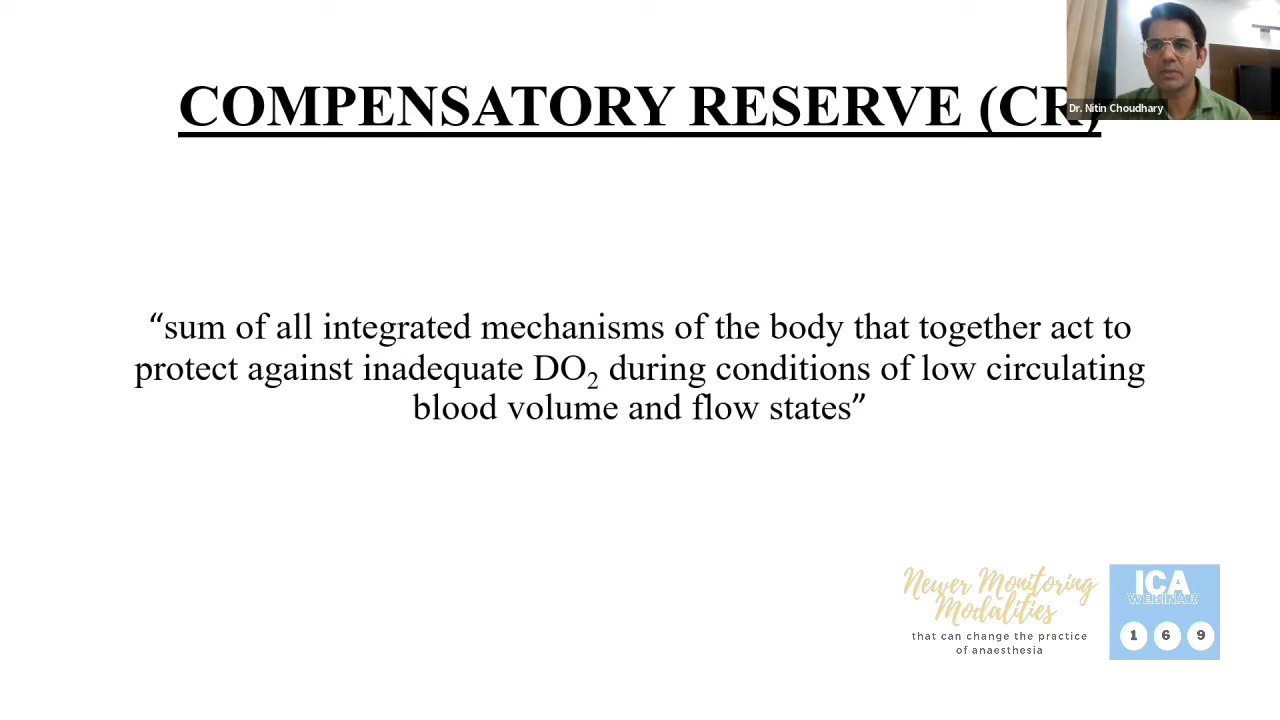 COMPENSATORY RESERVE (CR)
Dr. Nitin Choudhary
“sum of all integrated mechanisms of the body that together act to
protect against inadequate DO₂ during conditions of low circulating
blood volume and flow states”
Newer Monitoring
Modalities
that can change the practice
of anaesthesia
ICA
WEBINAR
1 6 9